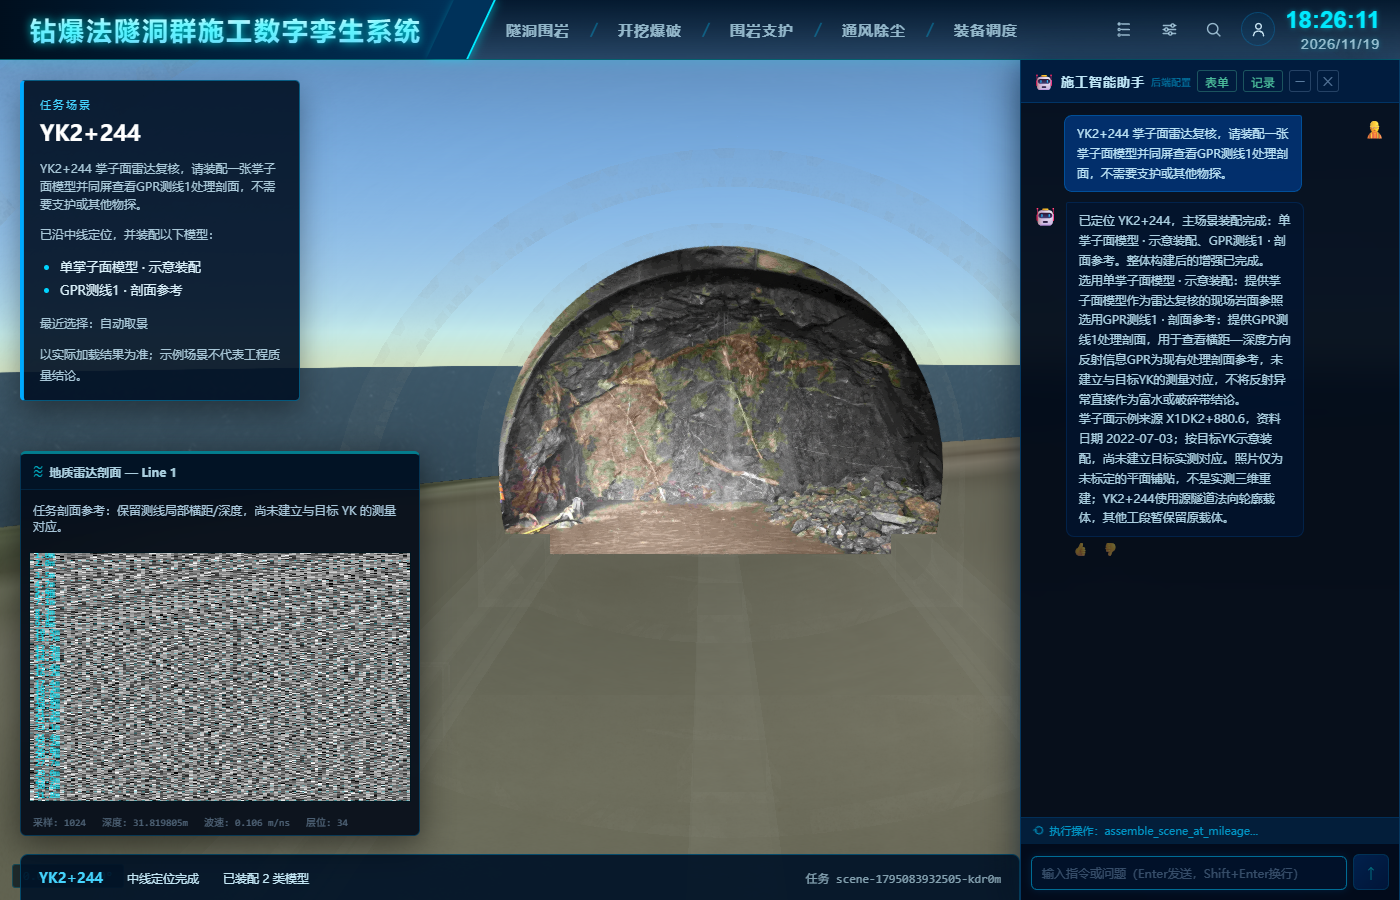 钻爆法隧洞群施工数字孪生系统
隧洞围岩 / 开挖爆破 / 围岩支护 / 通风除尘 / 装备调度
18:26:11
2026/11/19
任务场景
YK2+244
YK2+244 掌子面雷达复核，请装配一张掌子
面模型并同屏查看GPR测线1处理剖面，不需
要支护或其他物探。
已沿中线定位，并装配以下模型：
单掌子面模型 · 示意装配
GPR测线1 · 剖面参考
最近选择：自动取景
以实际加载结果为准；示例场景不代表工程质
量结论。
地质雷达剖面 — Line 1
任务剖面参考：保留测线局部横距/深度，尚未建立与目标 YK 的测量
对应。
采样: 1024 深度: 31.819805m 波速: 0.106 m/ns 层位: 34
YK2+244 中线定位完成 已装配 2 类模型
任务 scene-1795083932505-kdr0m
施工智能助手 后端配置 表单 记录
YK2+244 掌子面雷达复核，请装配一张
掌子面模型并同屏查看GPR测线1处理剖
面，不需要支护或其他物探。
已定位 YK2+244，主场景装配完成：单
掌子面模型 · 示意装配、GPR测线1 · 剖
面参考。整体构建后的增强已完成。
选用单掌子面模型 · 示意装配：提供掌
子面模型作为雷达复核的现场岩面参照
选用GPR测线1 · 剖面参考：提供GPR测
线1处理剖面，用于查看横距—深度方向
反射信息GPR为现有处理剖面参考，未
建立与目标YK的测量对应，不将反射异
常直接作为富水或破碎带结论。
掌子面示例来源 X1DK2+880.6，资料
日期 2022-07-03；按目标YK示意装
配，尚未建立目标实测对应。照片仅为
未标定的平面铺贴，不是实测三维重
建；YK2+244使用源隧道法向轮廓载
体，其他工段暂保留原载体。
执行操作：assemble_scene_at_mileage...
输入指令或问题（Enter发送，Shift+Enter换行）